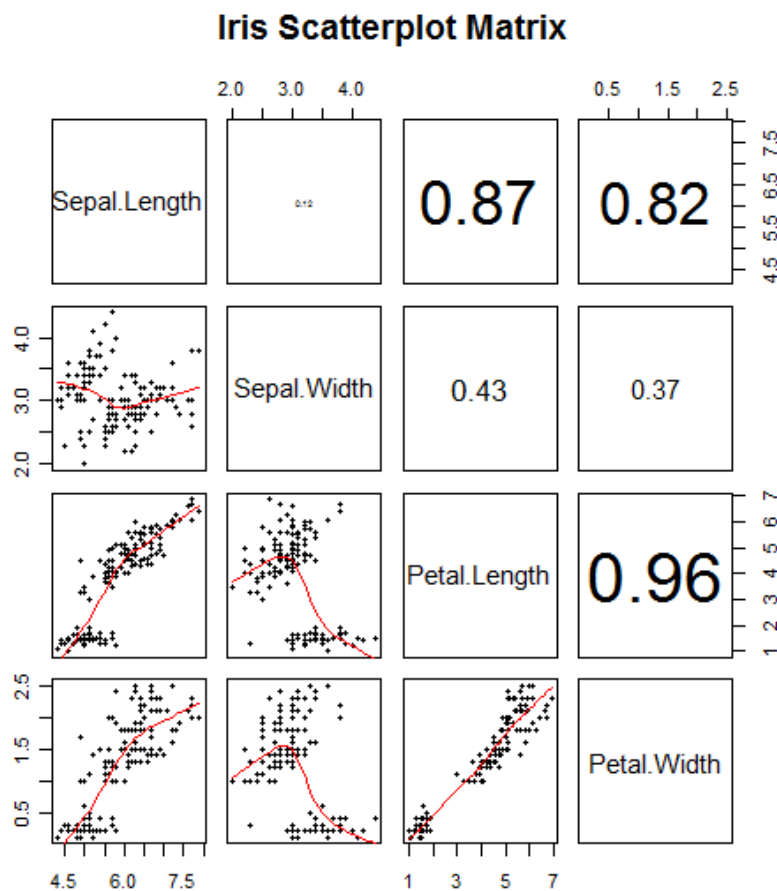 Iris Scatterplot Matrix
2.0 3.0 4.0
0.5 1.5 2.5
Sepal.Length
0.12
0.87
0.82
4.5 5.5 6.5 7.5
2.0 3.0 4.0
Sepal.Width
0.43
0.37
Petal.Length
0.96
1 2 3 4 5 6 7
0.5 1.5 2.5
Petal.Width
4.5 6.0 7.5
1 3 5 7